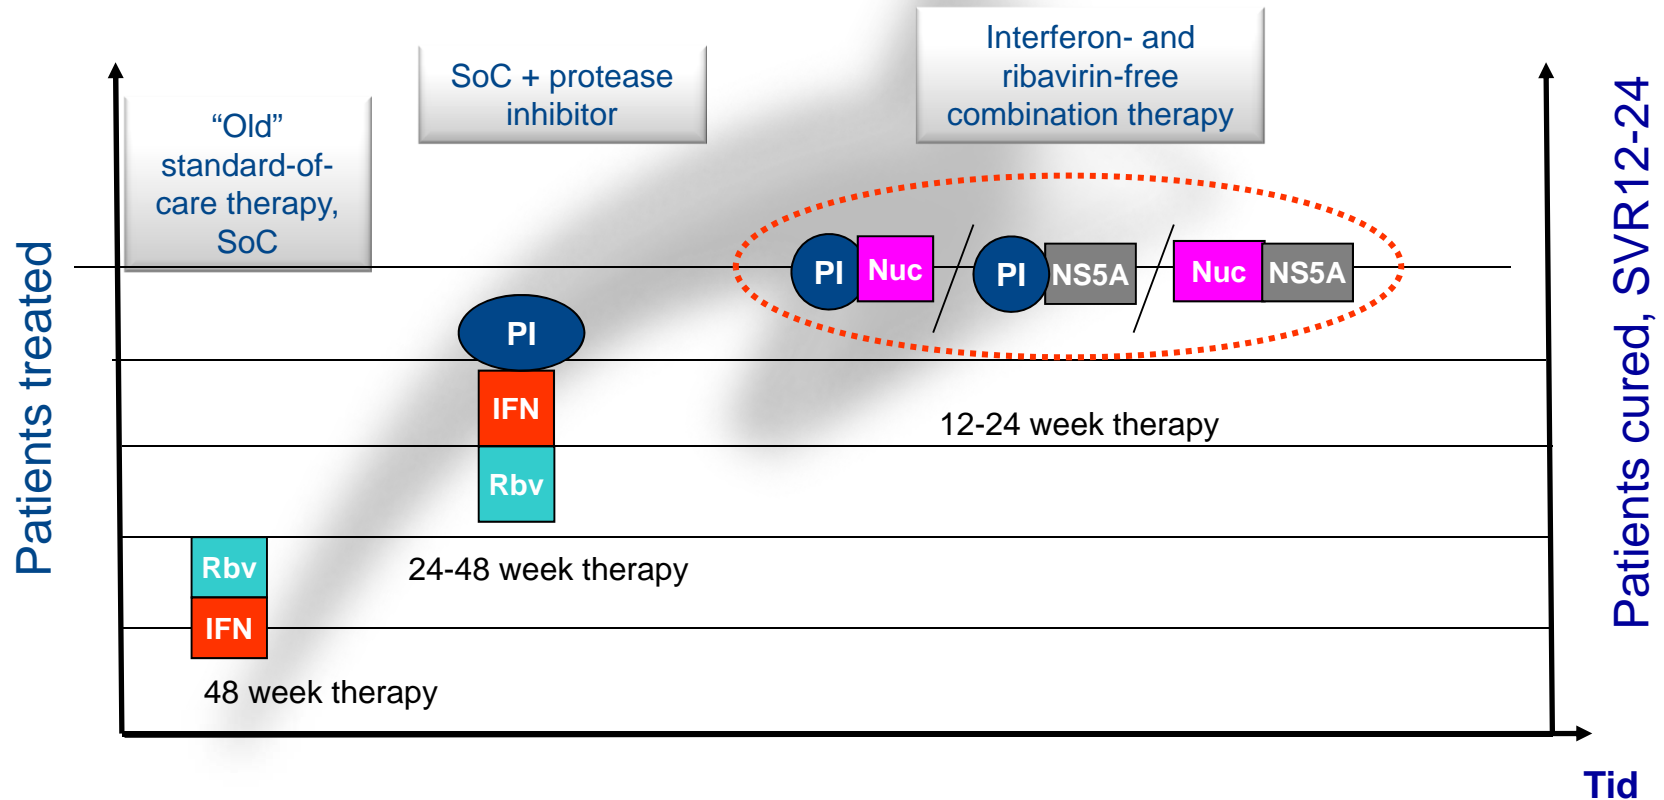 “Old”
standard-of-
care therapy,
SoC
SoC + protease
inhibitor
Interferon- and
ribavirin-free
combination therapy
Patients treated
Patients cured, SVR12-24
PI
Nuc
PI
NS5A
Nuc
NS5A
PI
IFN
Rbv
12-24 week therapy
Rbv
IFN
24-48 week therapy
48 week therapy
Tid